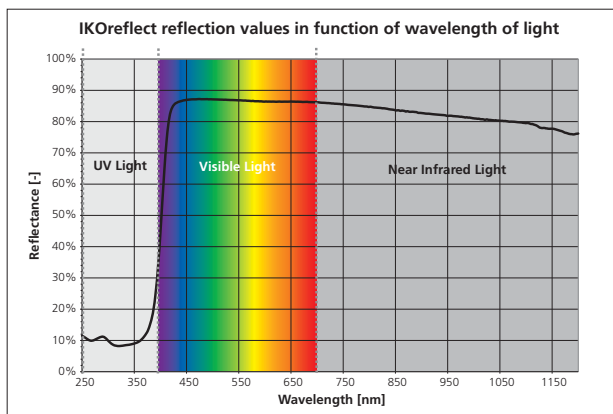 IKOreflect reflection values in function of wavelength of light
100%
90%
80%
70%
60%
50%
40%
30%
20%
10%
0%
Reflectance [-]
UV Light
Visible Light
Near Infrared Light
250 350 450 550 650 750 850 950 1050 1150
Wavelength [nm]